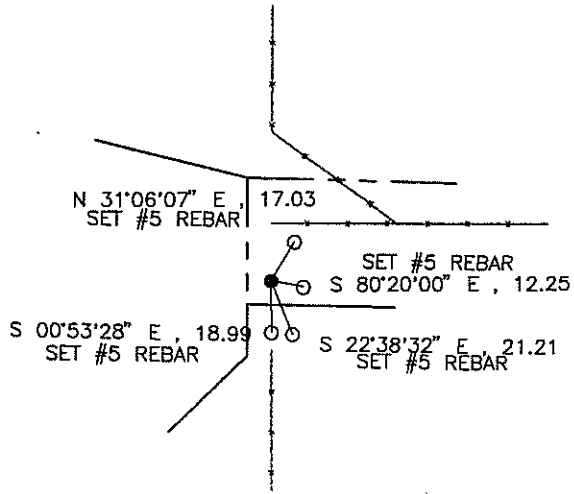 N 31°06'07" E , 17.03
SET #5 REBAR
SET #5 REBAR
S 80°20'00" E , 12.25
S 00°53'28" E , 18.99
SET #5 REBAR
S 22°38'32" E , 21.21
SET #5 REBAR